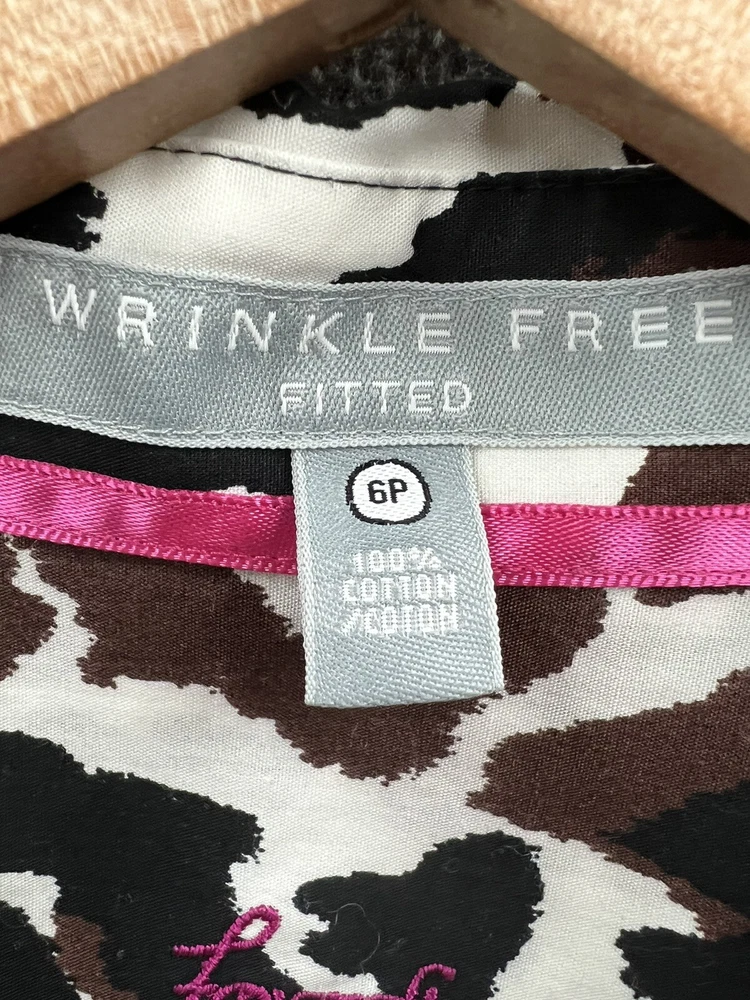 WRINKLE FREE
FITTED
6P
100%
COTTON
/COTON